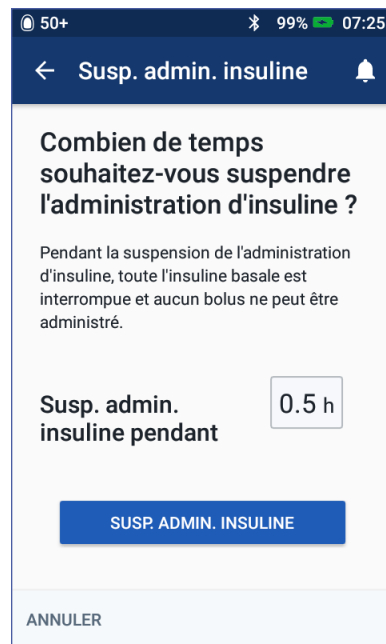 50+ 99% 07:25
Susp. admin. insuline
Combien de temps
souhaitez-vous suspendre
l'administration d'insuline ?
Pendant la suspension de l'administration
d'insuline, toute l'insuline basale est
interrompue et aucun bolus ne peut être
administré.
Susp. admin.
insuline pendant
0.5 h
SUSP. ADMIN. INSULINE
ANNULER